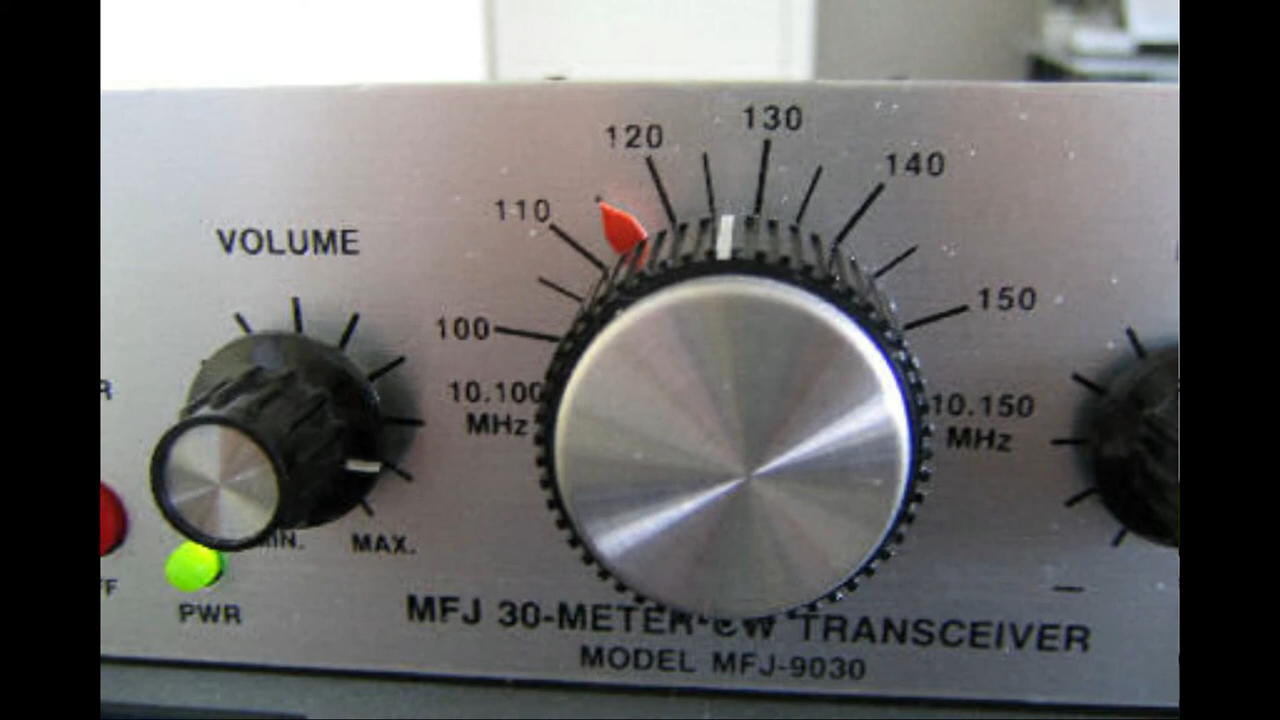 130
120
140
110
VOLUME
150
100
10.100
MHz
10.150
MHz
MIN.
MAX.
PWR
MFJ 30-METER CW TRANSCEIVER
MODEL MFJ-9030